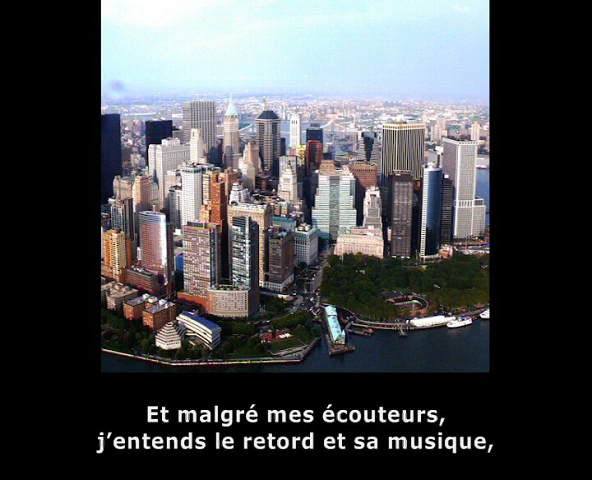 Et malgré mes écouteurs,
j’entends le retord et sa musique,